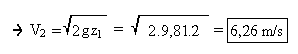 → V₂ = √2gz₁ = √2.9,81.2 = 6,26 m/s